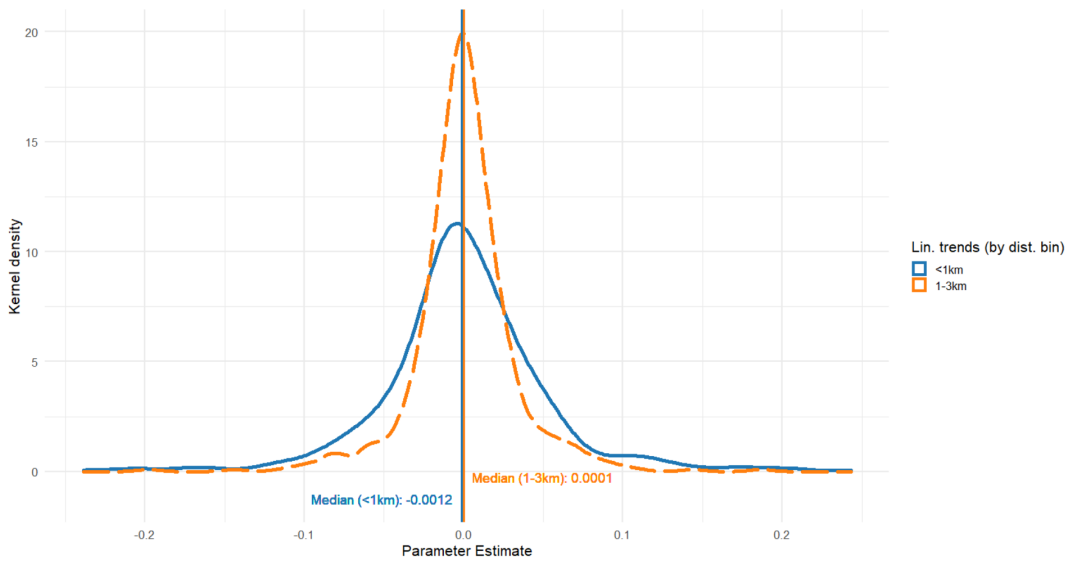 20
15
10
5
0
Kernel density
Median (1-3km): 0.0001
Median (<1km): -0.0012
-0.2
-0.1
0.0
0.1
0.2
Parameter Estimate
Lin. trends (by dist. bin)
<1km
1-3km